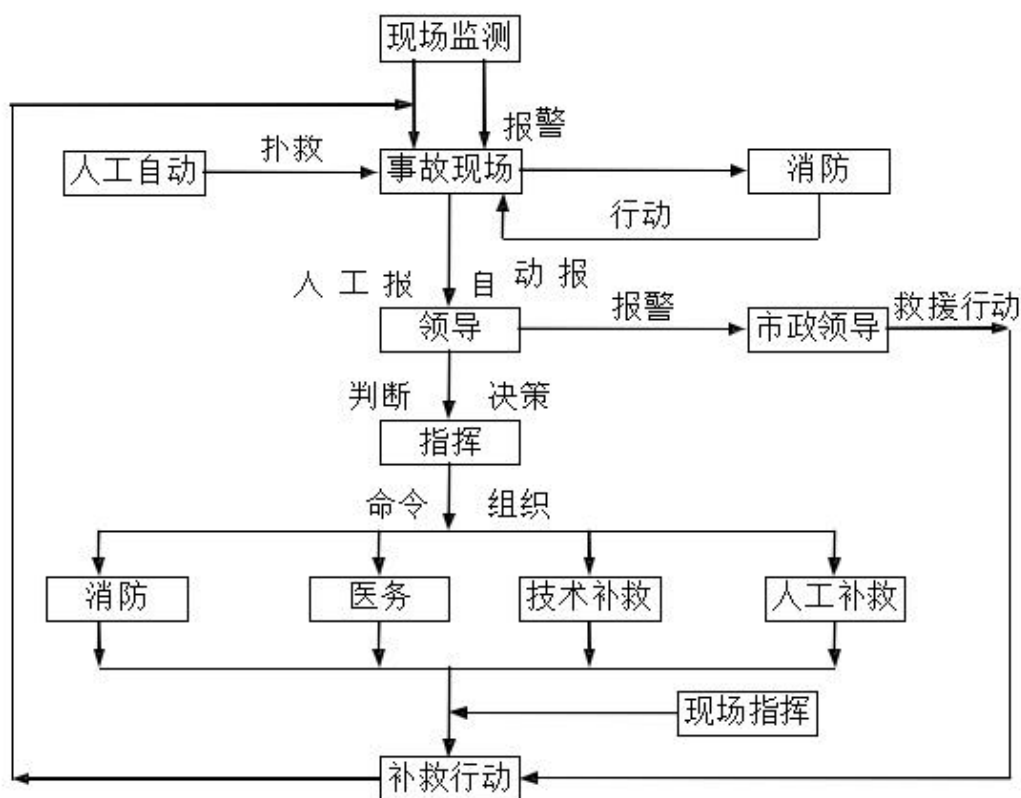 现场监测
报警
扑救
人工自动
事故现场
消防
行动
人工报 自动报
领导
报警
市政领导
救援行动
判断 决策
指挥
命令 组织
消防
医务
技术补救
人工补救
现场指挥
补救行动